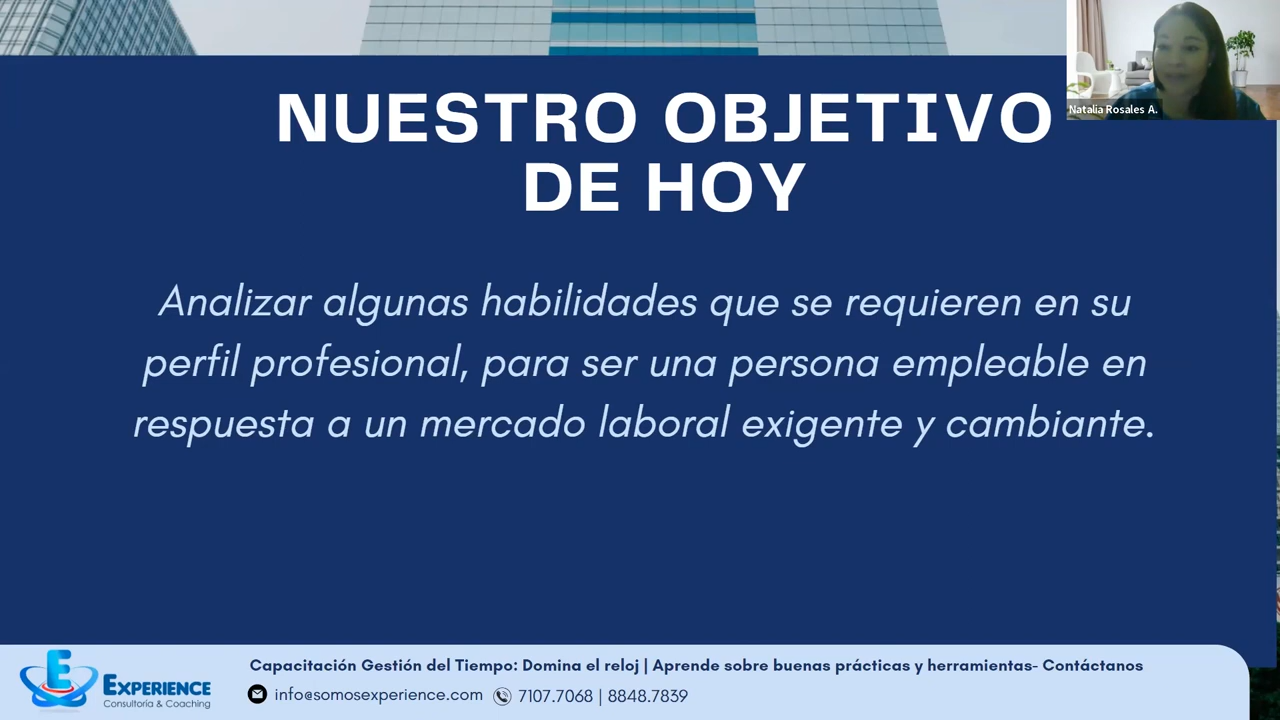 NUESTRO OBJETIVO
DE HOY
Natalia Rosales A.
Analizar algunas habilidades que se requieren en su
perfil profesional, para ser una persona empleable en
respuesta a un mercado laboral exigente y cambiante.
E
EXPERIENCE
Consultoría & Coaching
Capacitación Gestión del Tiempo: Domina el reloj | Aprende sobre buenas prácticas y herramientas- Contáctanos
info@somosexperience.com 7107.7068 | 8848.7839